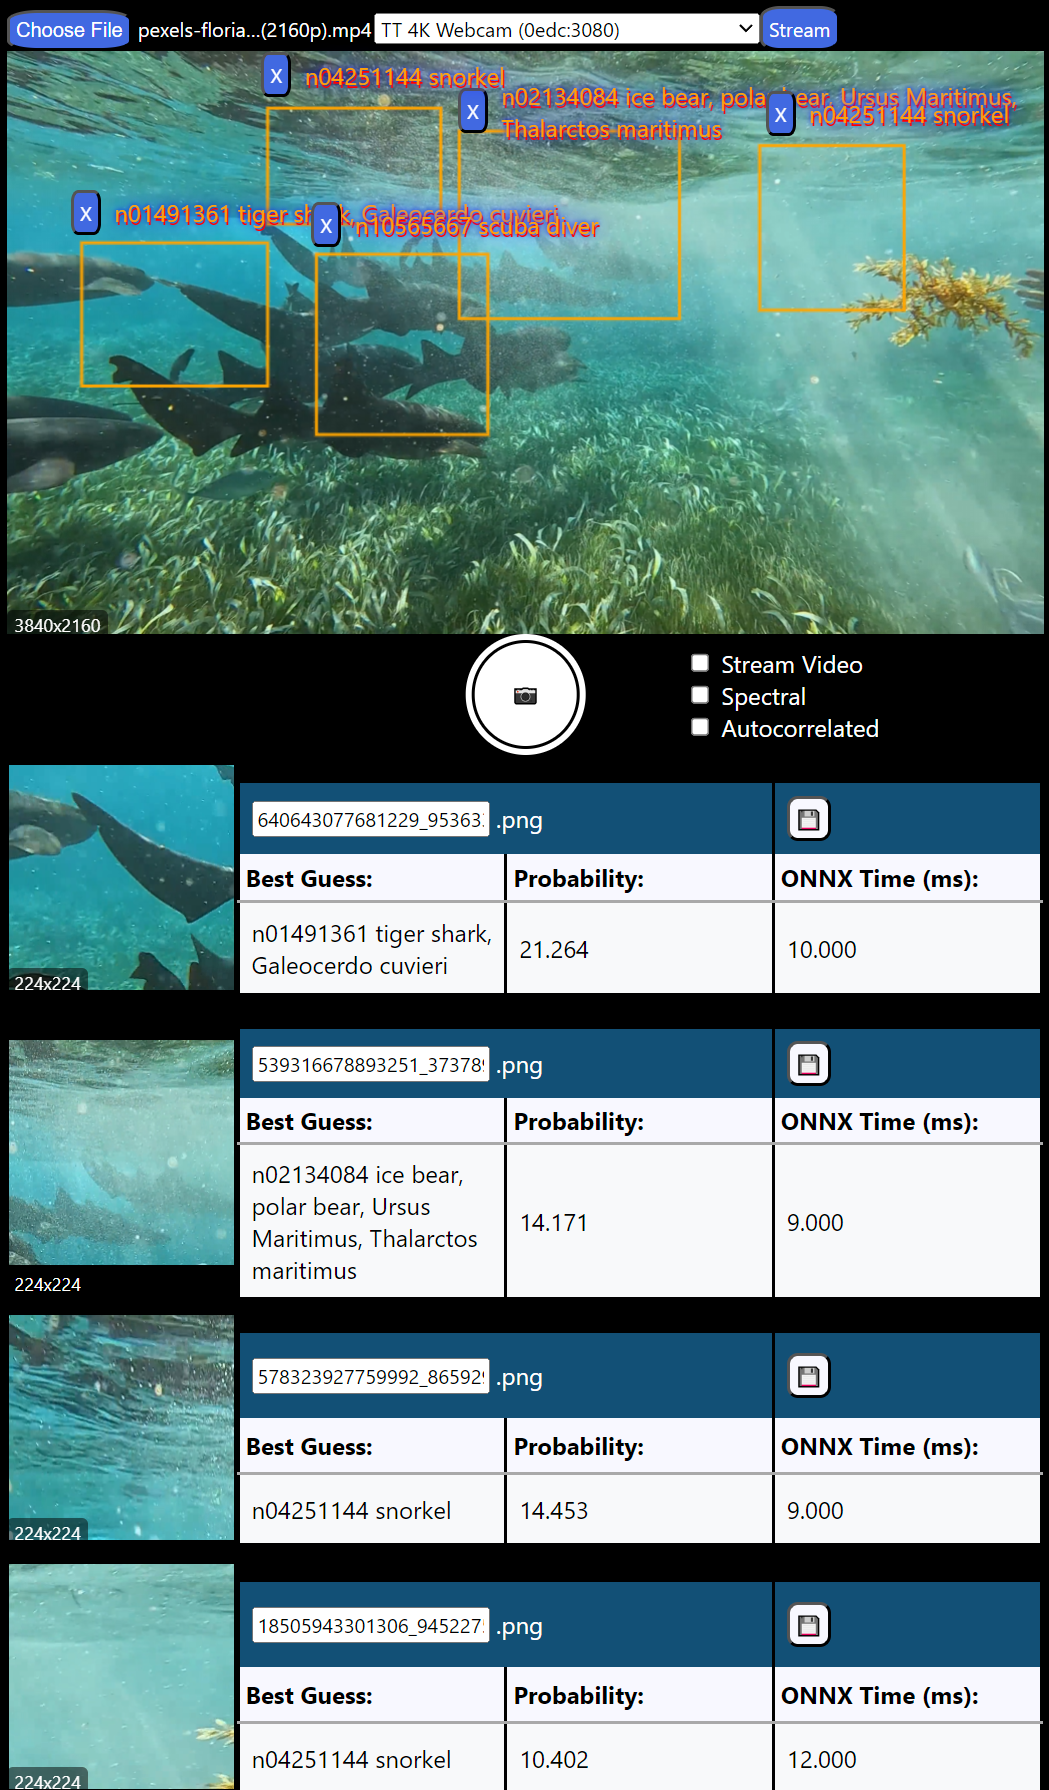 Choose File pexels-floria...(2160p).mp4 TT 4K Webcam (0edc:3080) Stream
X n04251144 snorkel
X n02134084 ice bear, polar bear, Ursus Maritimus,
Thalarctos maritimus
X n04251144 snorkel
X n01491361 tiger shark, Galeocerdo cuvieri
X n10565667 scuba diver
3840x2160
Stream Video
Spectral
Autocorrelated
224x224
640643077681229_95363 .png
Best Guess: Probability: ONNX Time (ms):
n01491361 tiger shark,
Galeocerdo cuvieri
21.264
10.000
224x224
539316678893251_37378 .png
Best Guess: Probability: ONNX Time (ms):
n02134084 ice bear,
polar bear, Ursus
Maritimus, Thalarctos
maritimus
14.171
9.000
224x224
578323927759992_86592 .png
Best Guess: Probability: ONNX Time (ms):
n04251144 snorkel 14.453 9.000
224x224
18505943301306_945227 .png
Best Guess: Probability: ONNX Time (ms):
n04251144 snorkel 10.402 12.000